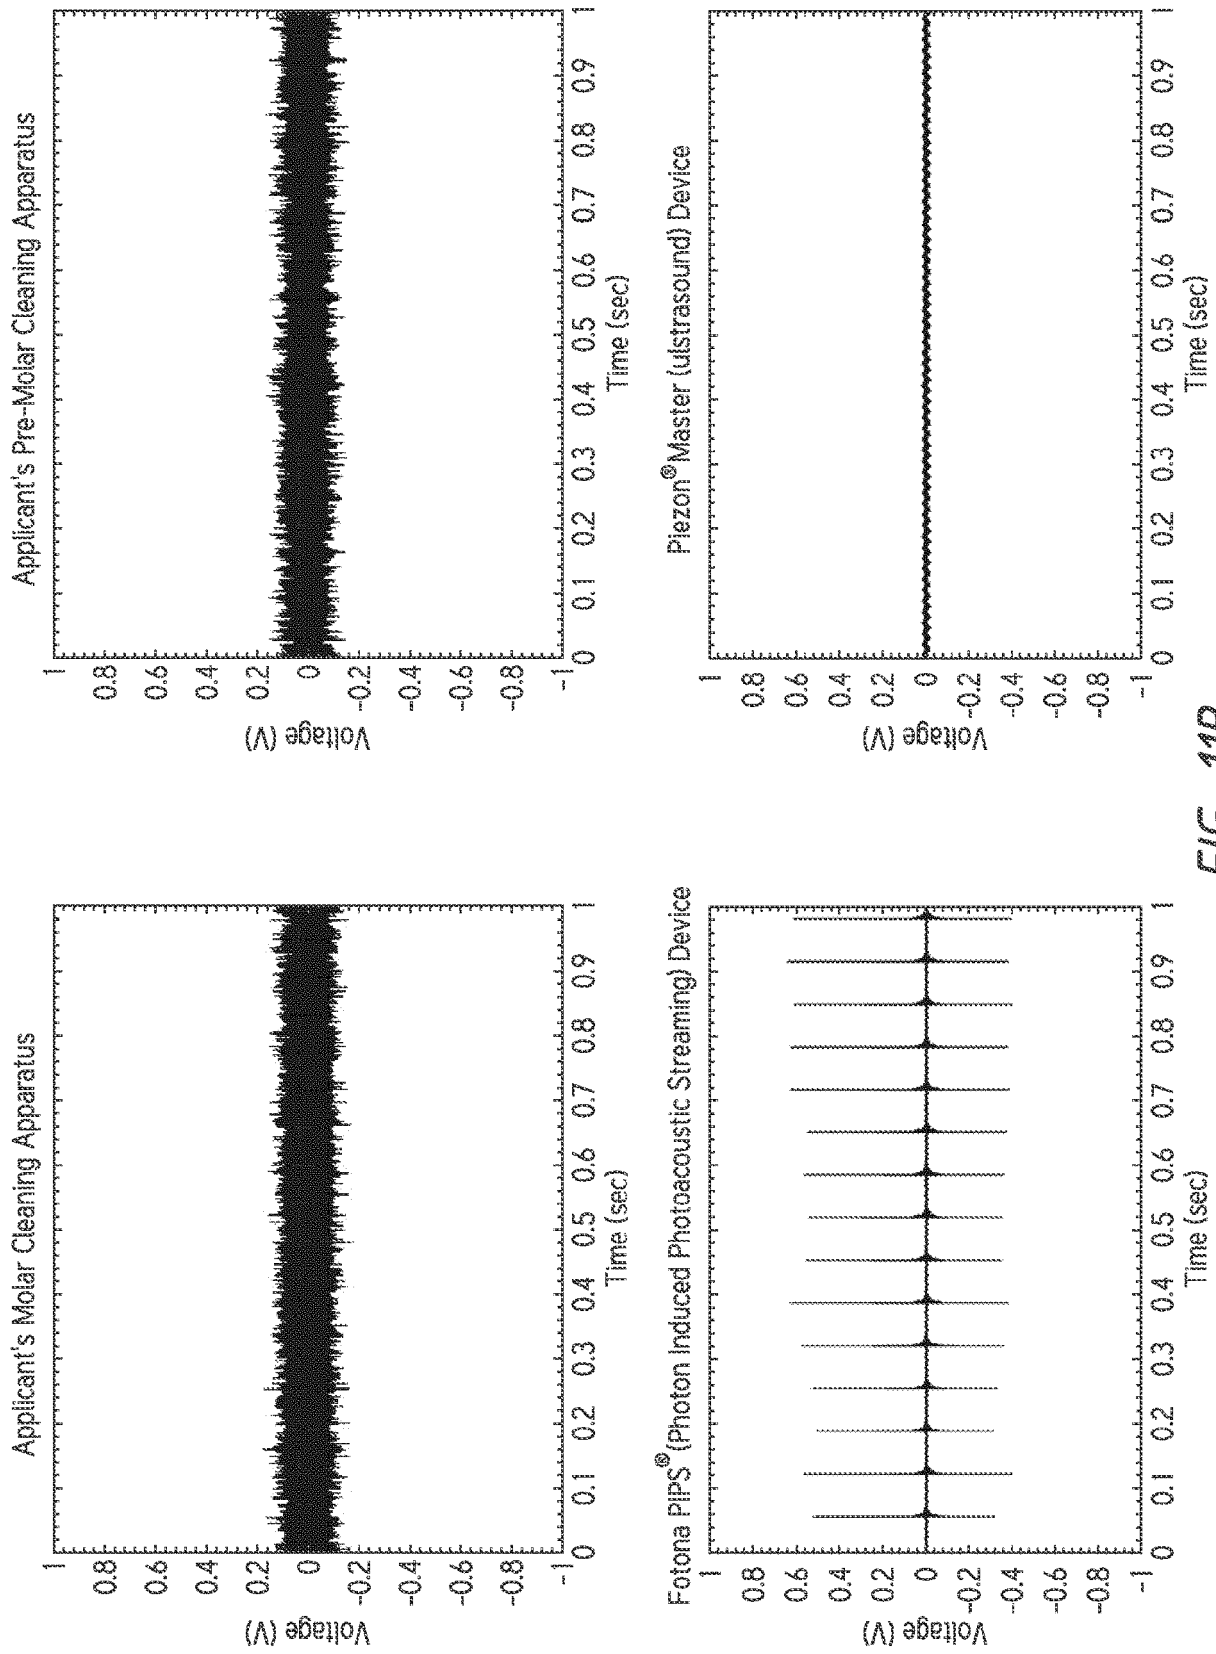 Applicant's Molar Cleaning Apparatus
Voltage (V)
1
0.8
0.6
0.4
0.2
0
-0.2
-0.4
-0.6
-0.8
-1
0 0.1 0.2 0.3 0.4 0.5 0.6 0.7 0.8 0.9 1
Time (sec)
Applicant's Pre-Molar Cleaning Apparatus
Voltage (V)
1
0.8
0.6
0.4
0.2
0
-0.2
-0.4
-0.6
-0.8
-1
0 0.1 0.2 0.3 0.4 0.5 0.6 0.7 0.8 0.9 1
Time (sec)
Fotona PIPS® (Photon Induced Photoacoustic Streaming) Device
Voltage (V)
1
0.8
0.6
0.4
0.2
0
-0.2
-0.4
-0.6
-0.8
-1
0 0.1 0.2 0.3 0.4 0.5 0.6 0.7 0.8 0.9 1
Time (sec)
Piezon® Master (ulstrasound) Device
Voltage (V)
1
0.8
0.6
0.4
0.2
0
-0.2
-0.4
-0.6
-0.8
-1
0 0.1 0.2 0.3 0.4 0.5 0.6 0.7 0.8 0.9 1
Time (sec)
FIG.